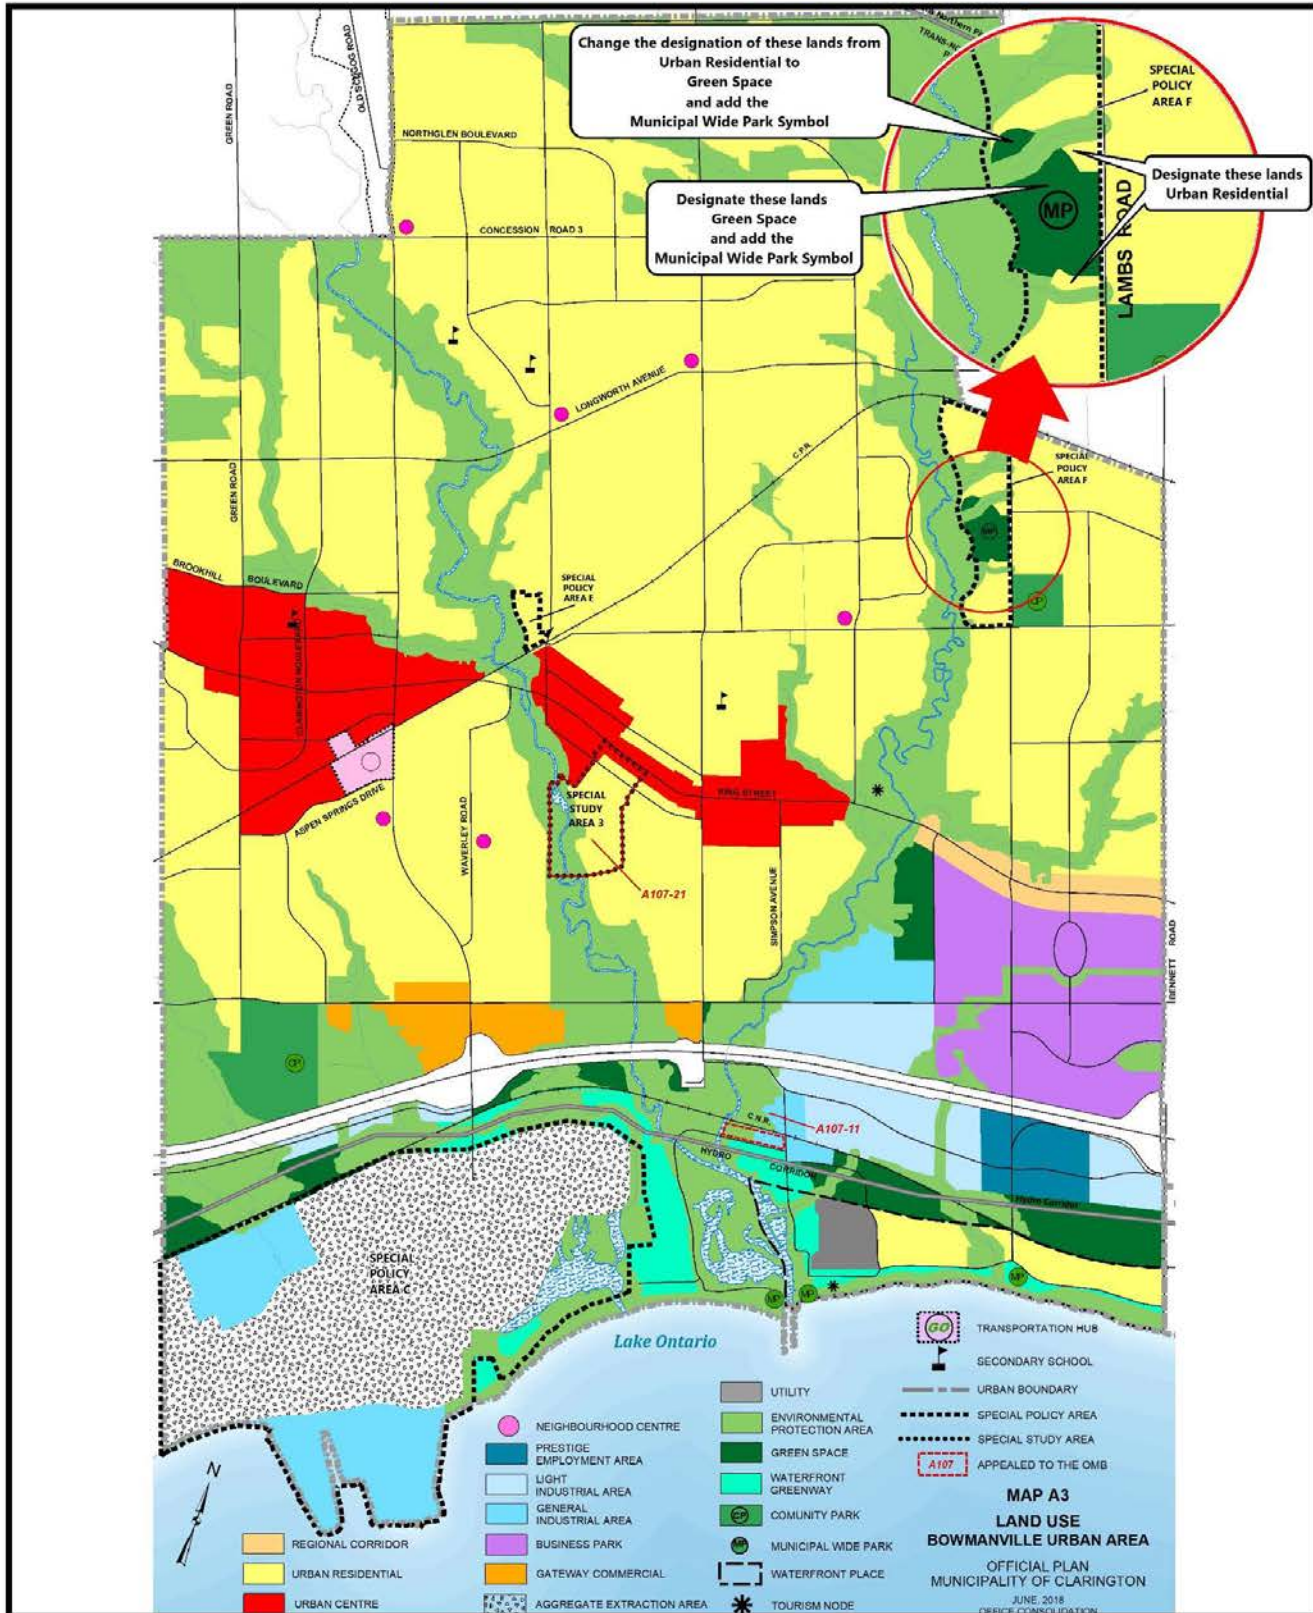 Change the designation of these lands from
Urban Residential to
Green Space
and add the
Municipal Wide Park Symbol
Designate these lands
Green Space
and add the
Municipal Wide Park Symbol
SPECIAL
POLICY
AREA F
Designate these lands
Urban Residential
MP
LAMBS ROAD
GREEN ROAD
OLD SCUGOG ROAD
NORTHGLEN BOULEVARD
CONCESSION ROAD 3
LONGWORTH AVENUE
C.P.R.
SPECIAL
POLICY
AREA F
MP
CP
GREEN ROAD
BROOKHILL
BOULEVARD
SPECIAL
POLICY
AREA E
CLARINGTON BOULEVARD
ASPEN SPRINGS DRIVE
WAVERLEY ROAD
SPECIAL
STUDY
AREA 3
KING STREET
A107-21
SIMPSON AVENUE
BENNETT ROAD
CP
C.N.R.
A107-11
HYDRO
CORRIDOR
Hydro Corridor
SPECIAL
POLICY
AREA C
MP
MP
MP
Lake Ontario
N
REGIONAL CORRIDOR
URBAN RESIDENTIAL
URBAN CENTRE
NEIGHBOURHOOD CENTRE
PRESTIGE
EMPLOYMENT AREA
LIGHT
INDUSTRIAL AREA
GENERAL
INDUSTRIAL AREA
BUSINESS PARK
GATEWAY COMMERCIAL
AGGREGATE EXTRACTION AREA
UTILITY
ENVIRONMENTAL
PROTECTION AREA
GREEN SPACE
WATERFRONT
GREENWAY
CP
COMUNITY PARK
MP
MUNICIPAL WIDE PARK
WATERFRONT PLACE
TOURISM NODE
GO
TRANSPORTATION HUB
SECONDARY SCHOOL
URBAN BOUNDARY
SPECIAL POLICY AREA
SPECIAL STUDY AREA
A107
APPEALED TO THE OMB
MAP A3
LAND USE
BOWMANVILLE URBAN AREA
OFFICIAL PLAN
MUNICIPALITY OF CLARINGTON
JUNE, 2018
OFFICE CONSOLIDATION